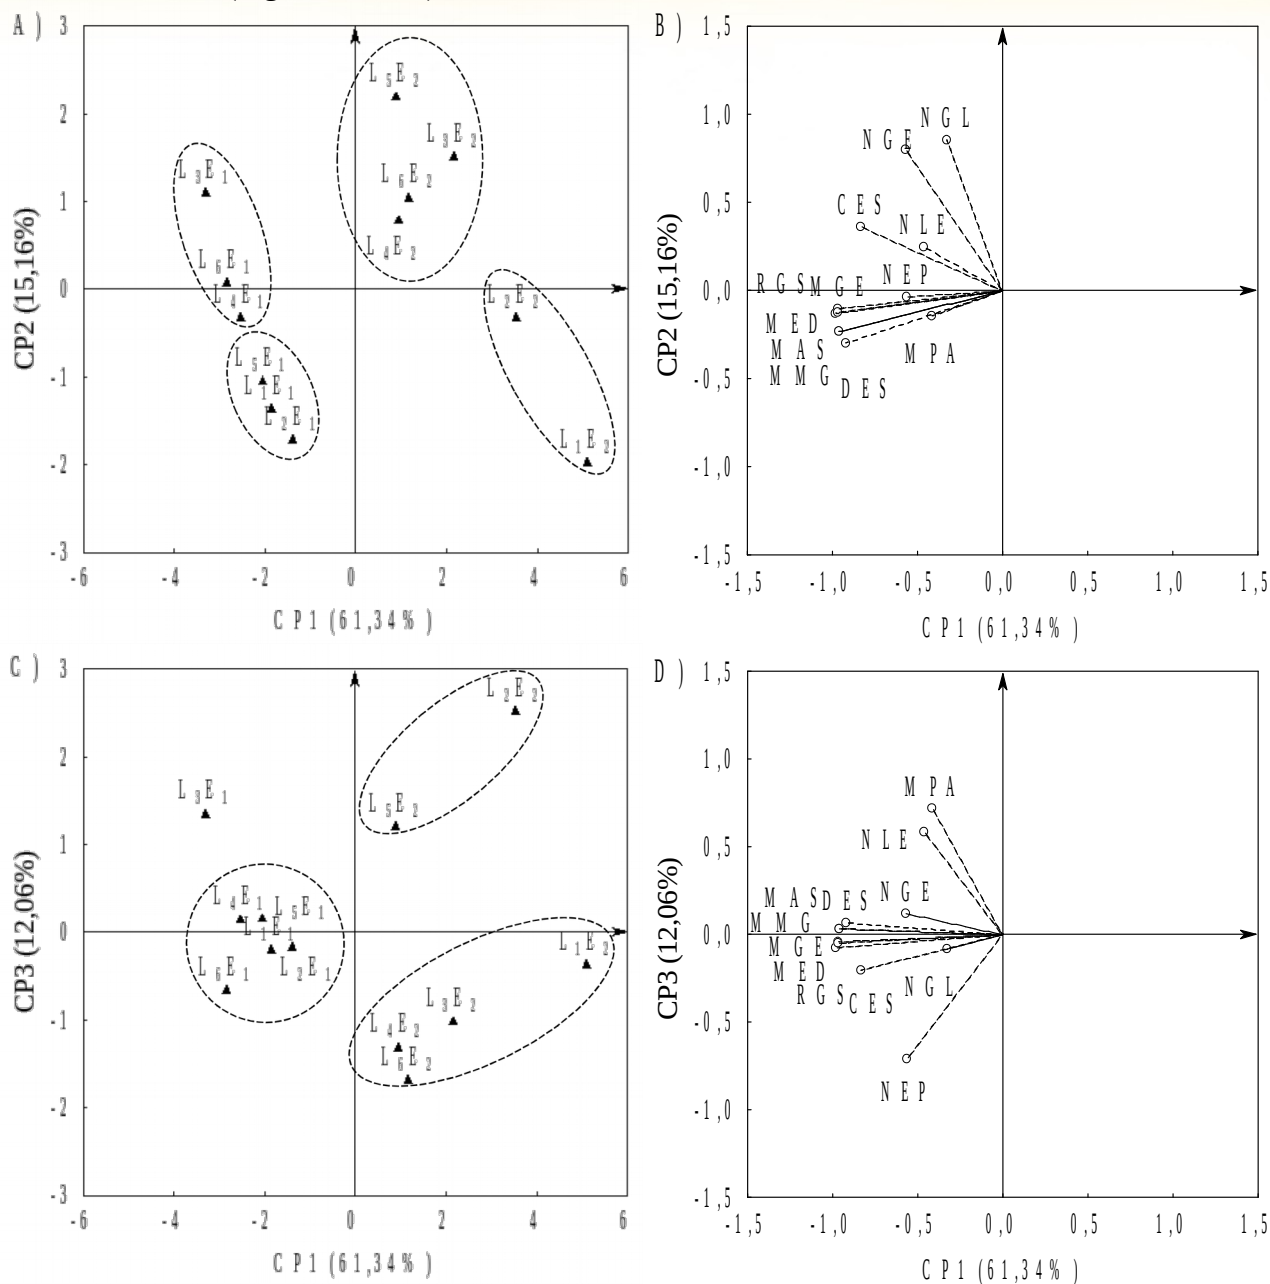 A)
3
2
1
0
-1
-2
-3
CP2 (15,16%)
L5E2
L3E2
L6E2
L4E2
L3E1
L6E1
L4E1
L2E2
L5E1
L1E1
L2E1
L1E2
-6 -4 -2 0 2 4 6
CP1 (61,34%)
B)
1,5
1,0
0,5
0,0
-0,5
-1,0
-1,5
CP2 (15,16%)
NGL
NGE
CES
NLE
NEP
RGS MGE
MED
MAS
MPA
MMG
DES
-1,5 -1,0 -0,5 0,0 0,5 1,0 1,5
CP1 (61,34%)
C)
3
2
1
0
-1
-2
-3
CP3 (12,06%)
L2E2
L3E1
L5E2
L4E1
L5E1
L1E1
L1E2
L6E1
L2E1
L3E2
L4E2
L6E2
-6 -4 -2 0 2 4 6
CP1 (61,34%)
D)
1,5
1,0
0,5
0,0
-0,5
-1,0
-1,5
CP3 (12,06%)
MPA
NLE
MAS DES NGE
MMG
MGE
MED
RGS CES NGL
NEP
-1,5 -1,0 -0,5 0,0 0,5 1,0 1,5
CP1 (61,34%)